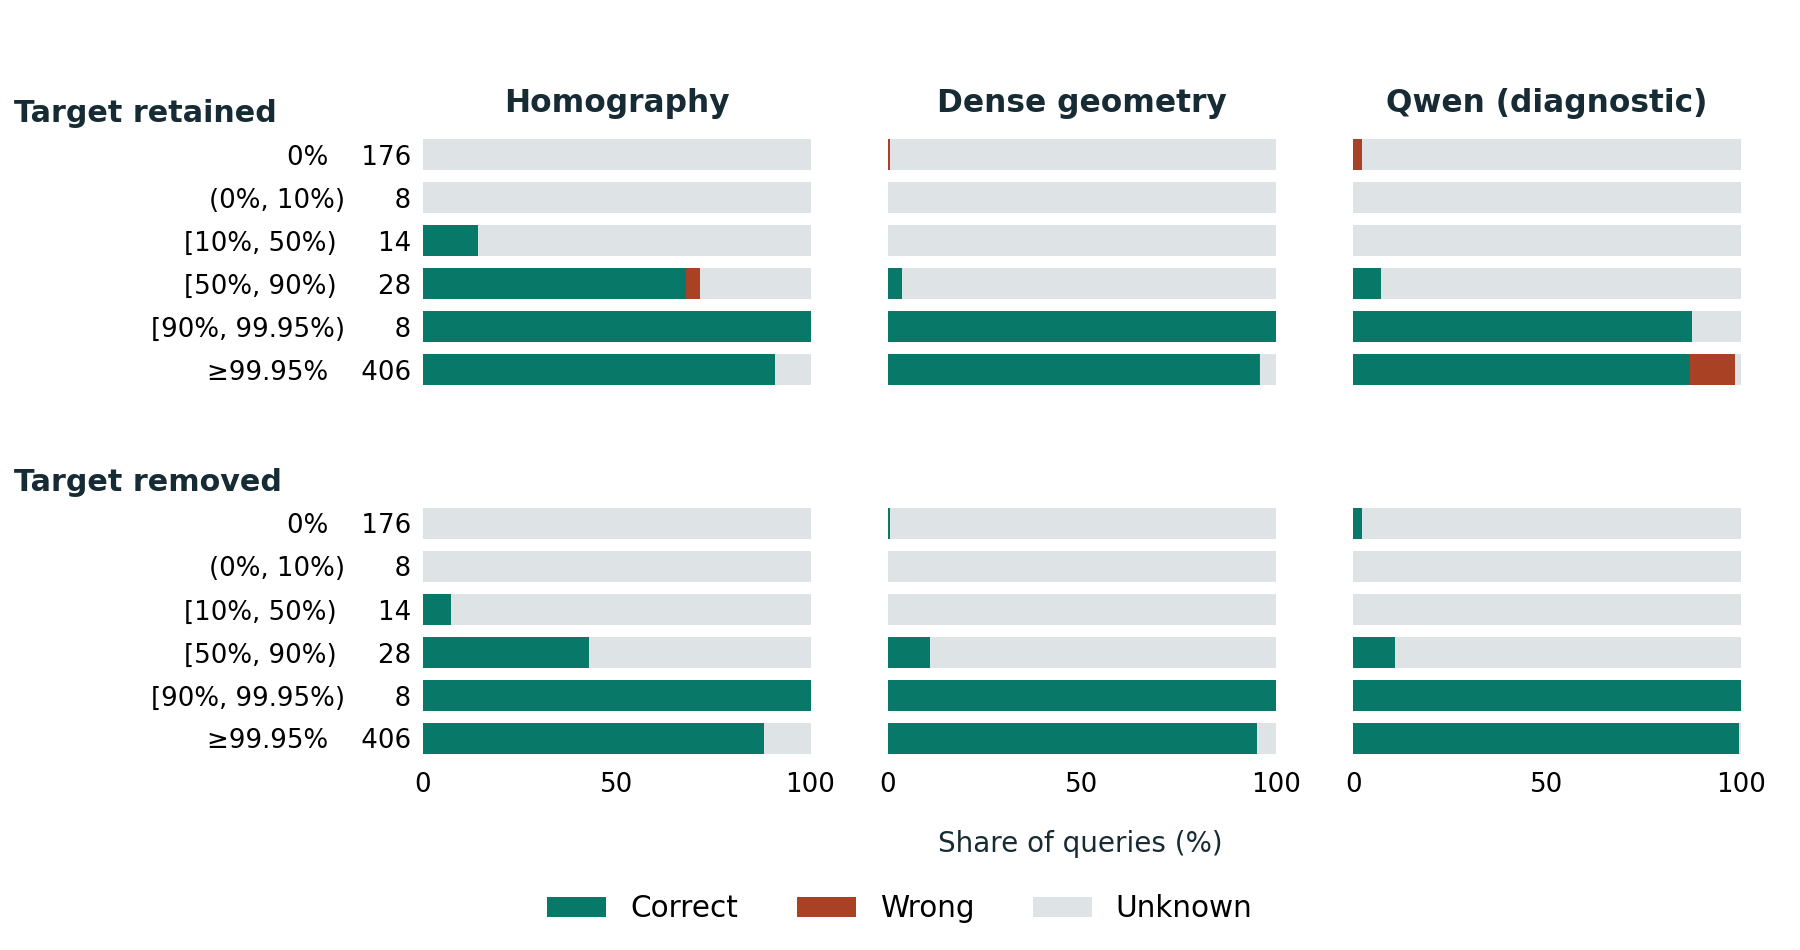 Homography Dense geometry Qwen (diagnostic)
Target retained
0% 176
(0%, 10%) 8
[10%, 50%) 14
[50%, 90%) 28
[90%, 99.95%) 8
≥99.95% 406
Target removed
0% 176
(0%, 10%) 8
[10%, 50%) 14
[50%, 90%) 28
[90%, 99.95%) 8
≥99.95% 406
0 50 100 0 50 100 0 50 100
Share of queries (%)
Correct Wrong Unknown